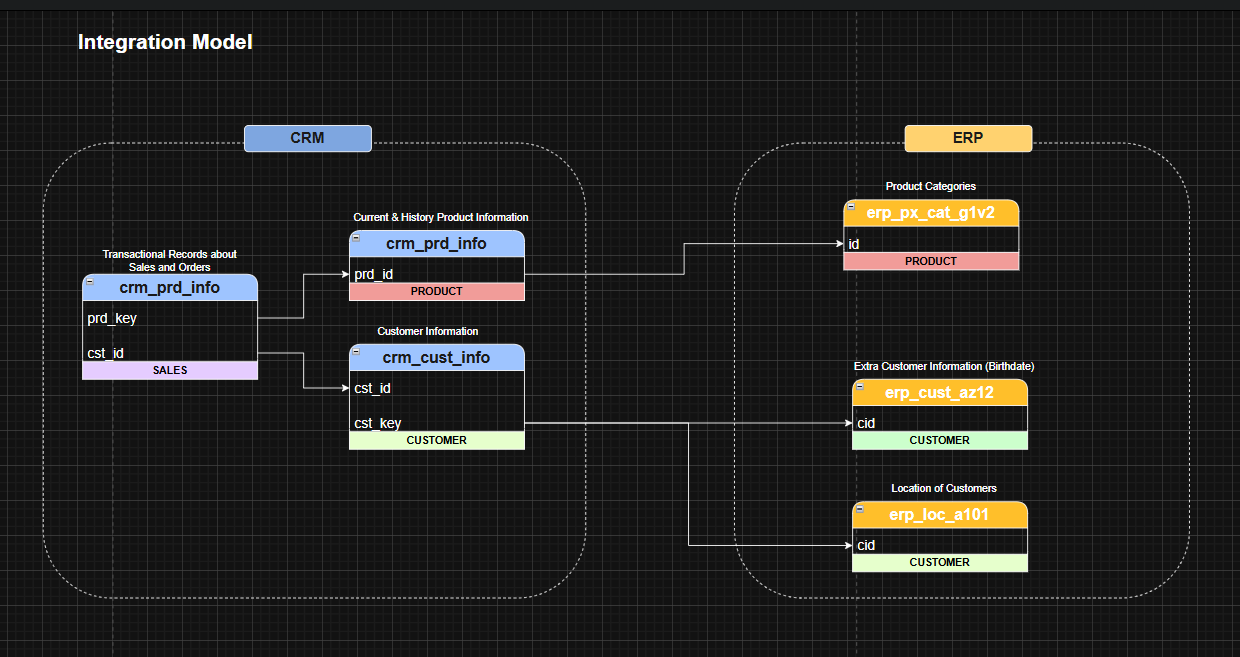 Integration Model
CRM
Transactional Records about
Sales and Orders
crm_prd_info
prd_key
cst_id
SALES
Current & History Product Information
crm_prd_info
prd_id
PRODUCT
Customer Information
crm_cust_info
cst_id
cst_key
CUSTOMER
ERP
Product Categories
erp_px_cat_g1v2
id
PRODUCT
Extra Customer Information (Birthdate)
erp_cust_az12
cid
CUSTOMER
Location of Customers
erp_loc_a101
cid
CUSTOMER